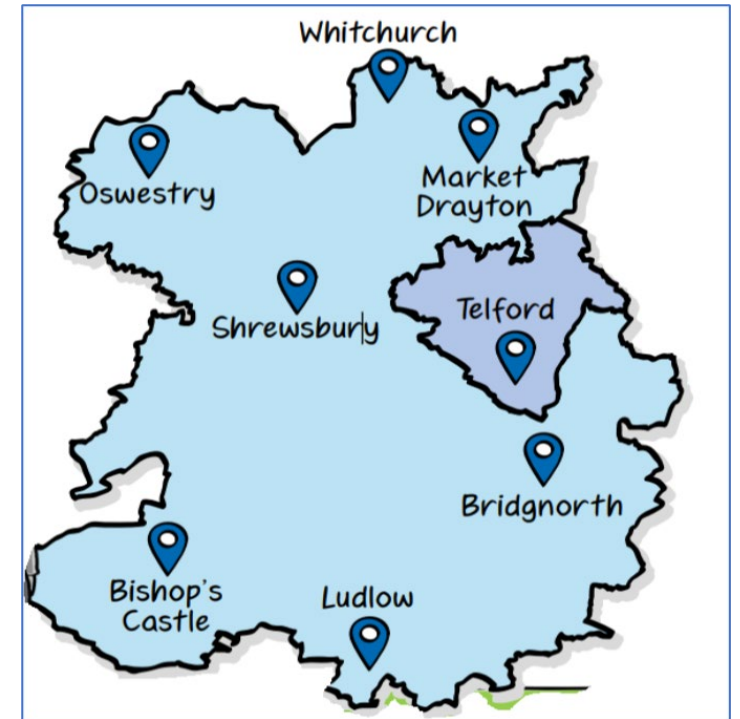 Whitchurch
Oswestry
Market
Drayton
Shrewsbury
Telford
Bridgnorth
Bishop's
Castle
Ludlow